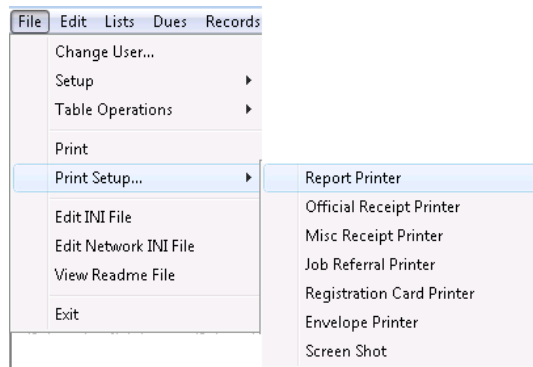 File Edit Lists Dues Records
Change User...
Setup
Table Operations
Print
Print Setup...
Edit INI File
Edit Network INI File
View Readme File
Exit
Report Printer
Official Receipt Printer
Misc Receipt Printer
Job Referral Printer
Registration Card Printer
Envelope Printer
Screen Shot